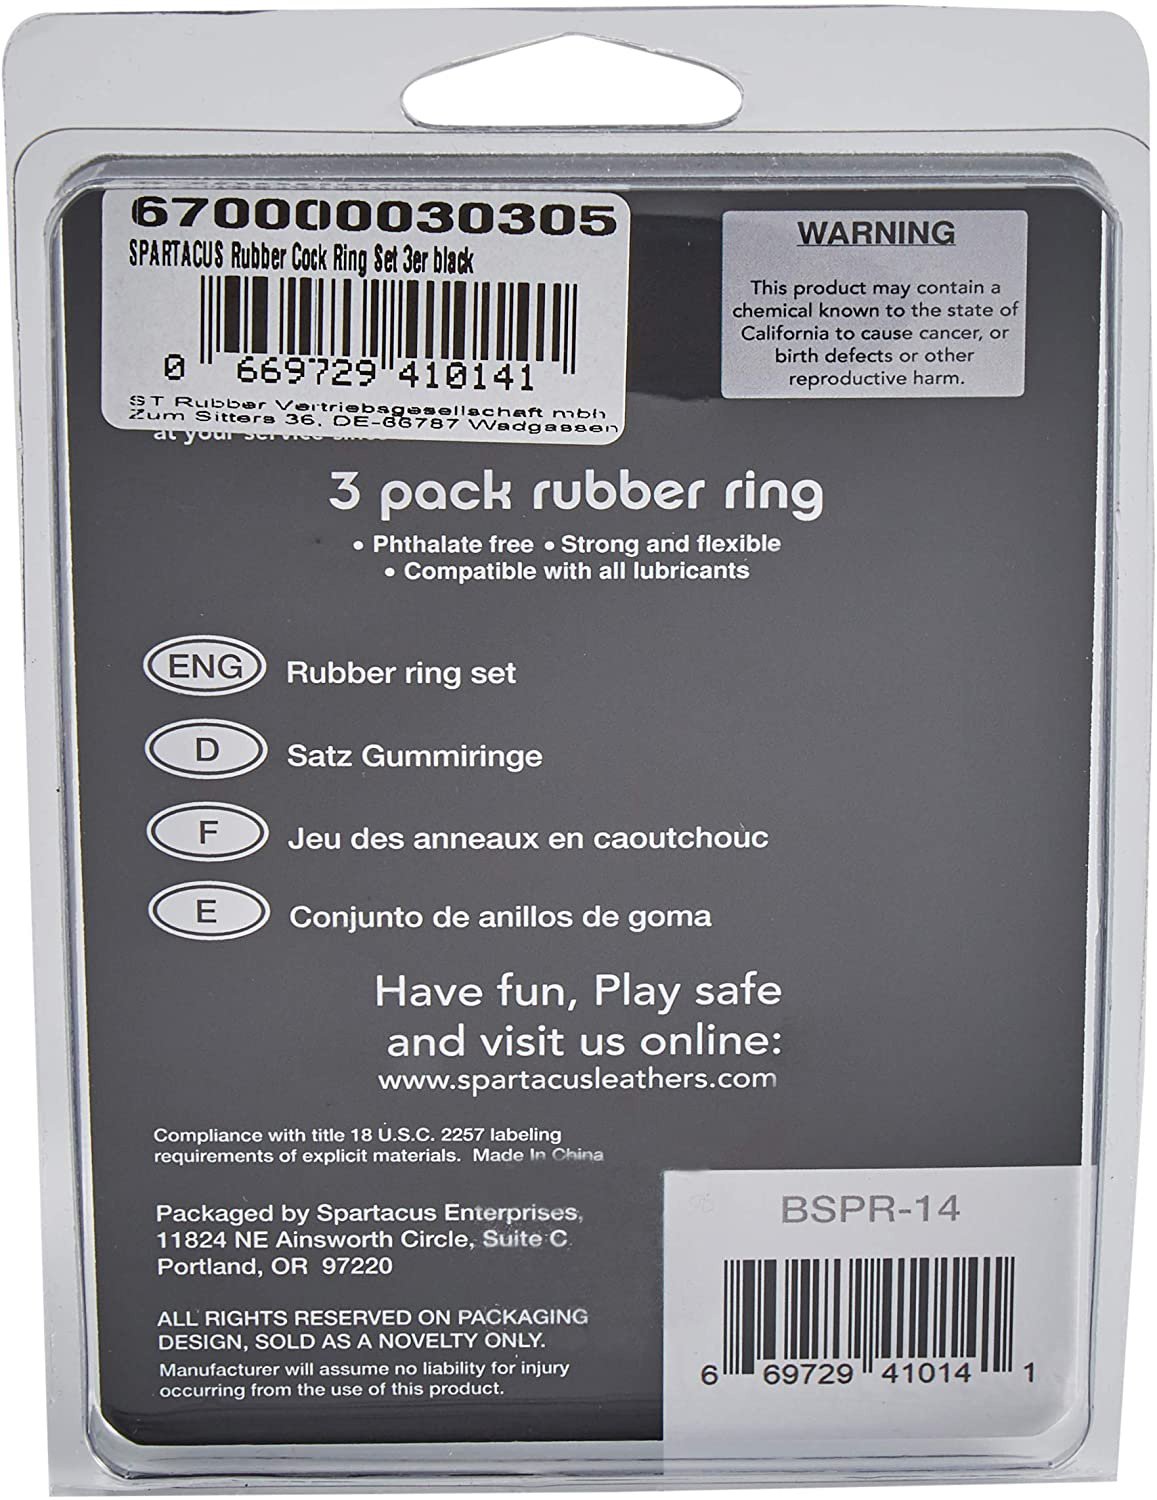 670000030305
SPARTACUS Rubber Cock Ring Set 3er black
0 669729 410141
ST Rubber Vertriebsgesellschaft mbh
Zum Sitters 36, DE-66787 Wadgassen
WARNING
This product may contain a
chemical known to the state of
California to cause cancer, or
birth defects or other
reproductive harm.
at your service since
3 pack rubber ring
• Phthalate free • Strong and flexible
• Compatible with all lubricants
ENG Rubber ring set
D Satz Gummiringe
F Jeu des anneaux en caoutchouc
E Conjunto de anillos de goma
Have fun, Play safe
and visit us online:
www.spartacusleathers.com
Compliance with title 18 U.S.C. 2257 labeling
requirements of explicit materials. Made In China
Packaged by Spartacus Enterprises,
11824 NE Ainsworth Circle, Suite C
Portland, OR 97220
ALL RIGHTS RESERVED ON PACKAGING
DESIGN, SOLD AS A NOVELTY ONLY.
Manufacturer will assume no liability for injury
occurring from the use of this product.
BSPR-14
6 69729 41014 1